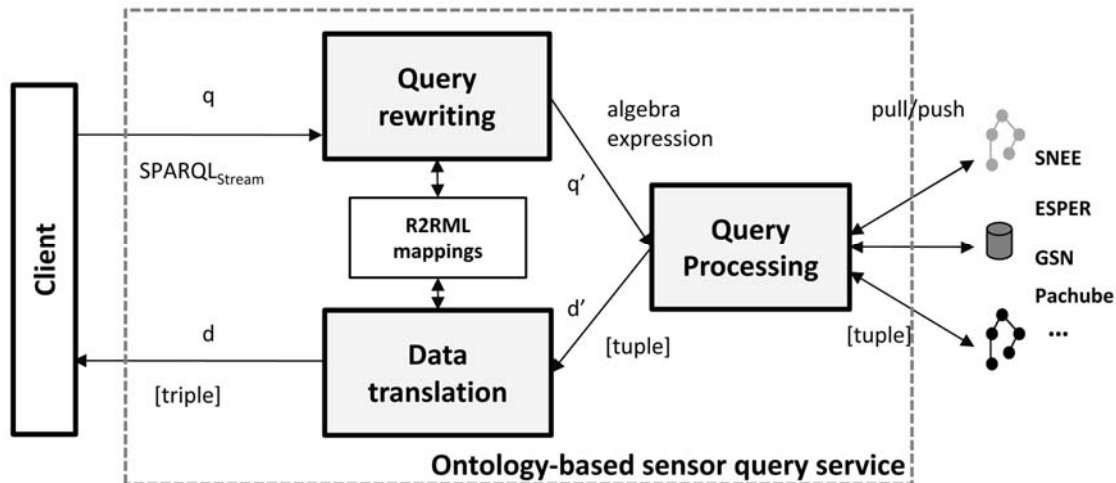 Client
q
SPARQLStream
Query
rewriting
R2RML
mappings
Data
translation
d
[triple]
algebra
expression
q'
d'
[tuple]
Query
Processing
pull/push
[tuple]
SNEE
ESPER
GSN
Pachube
...
Ontology-based sensor query service